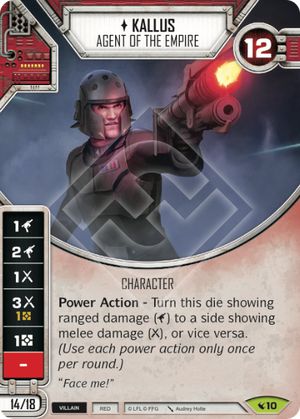 KALLUS
AGENT OF THE EMPIRE
12
1
2
1
3
1
1
-
CHARACTER
Power Action - Turn this die showing
ranged damage ( ) to a side showing
melee damage ( ), or vice versa.
(Use each power action only once
per round.)
"Face me!"
14/18
VILLAIN
RED
© LFL © FFG
Audrey Hotte
10